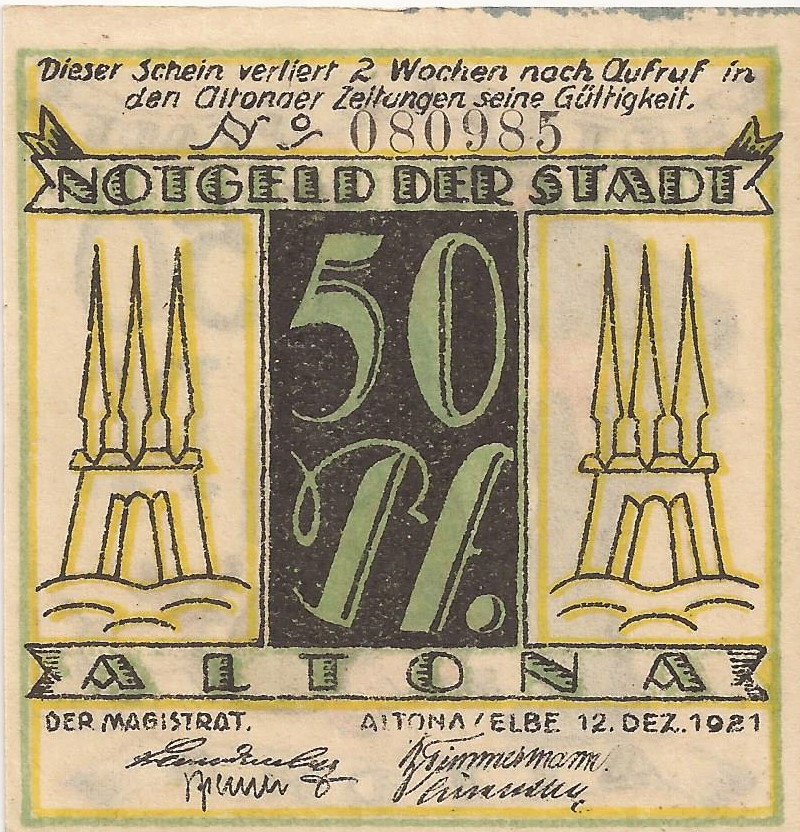 Dieser Schein verliert 2 Wochen nach Aufruf in
den Altonaer Zeitungen seine Gültigkeit.
No 080985
NOTGELD DER STADT
50
Pf.
ALTONA
DER MAGISTRAT. ALTONA/ELBE 12. DEZ. 1921
Timmermann